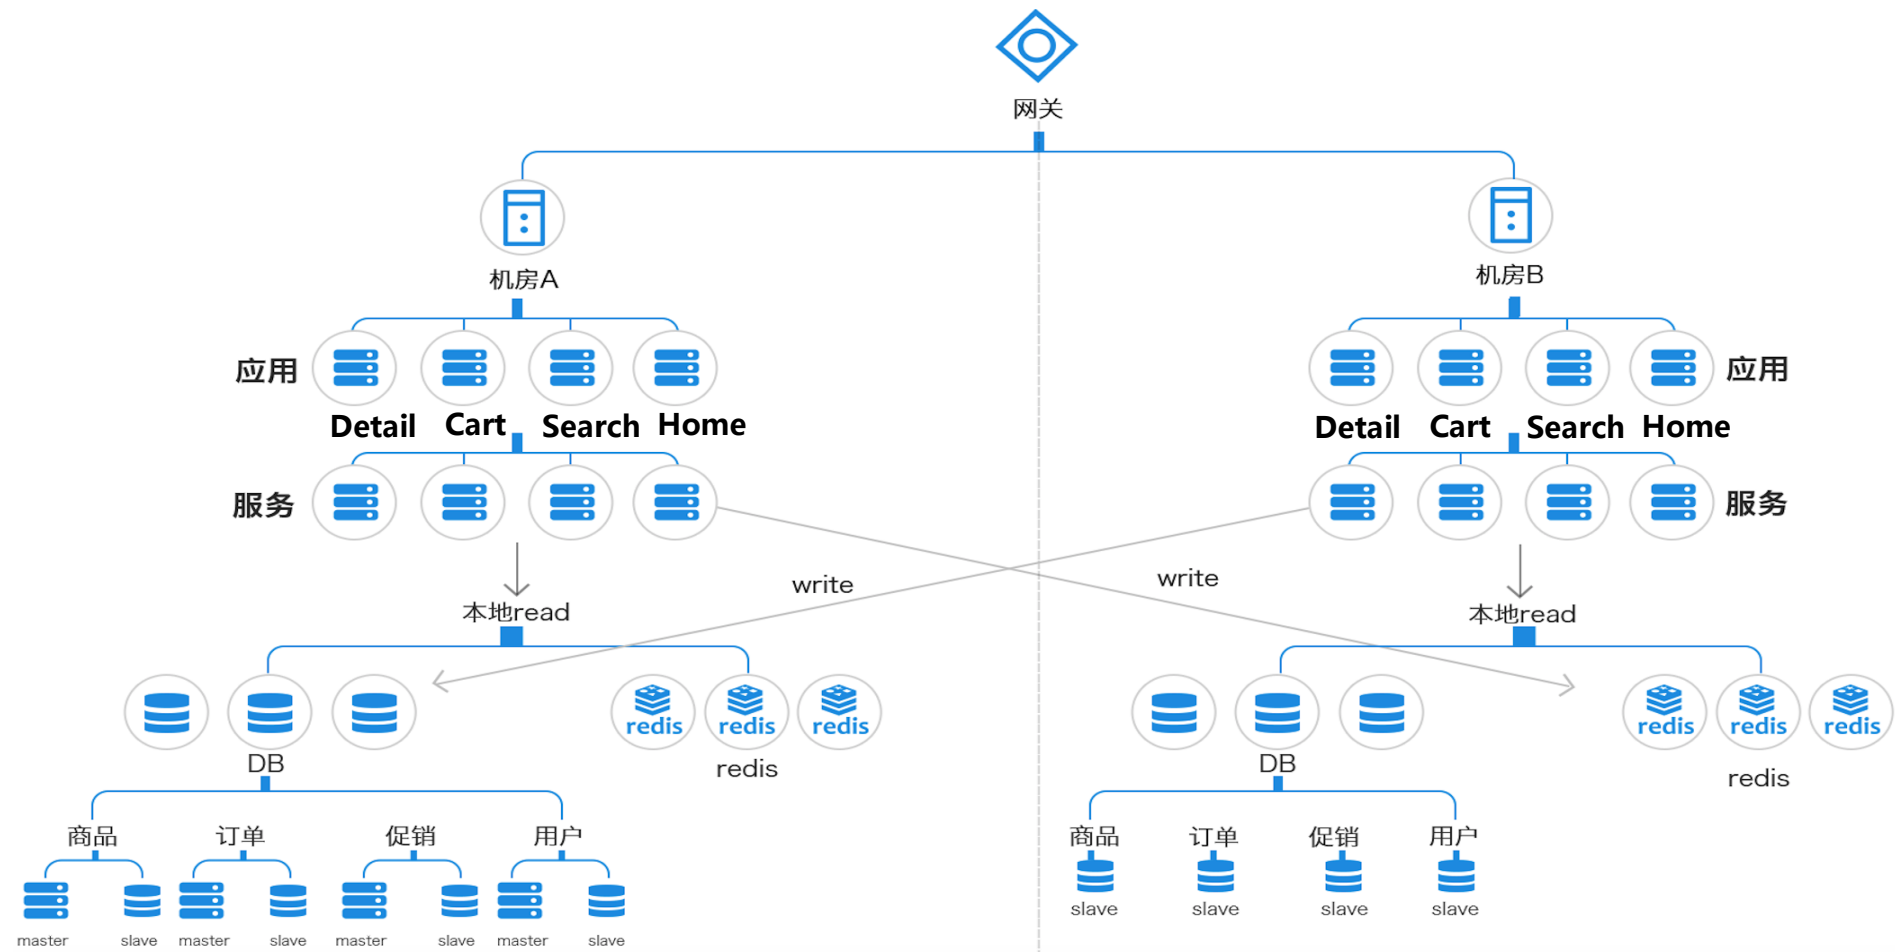 网关
机房A
机房B
应用
应用
Detail Cart Search Home
Detail Cart Search Home
服务
服务
write
write
本地read
本地read
redis redis redis
redis redis redis
DB
redis
DB
redis
商品 订单 促销 用户
商品 订单 促销 用户
master slave master slave master slave master slave
slave slave slave slave